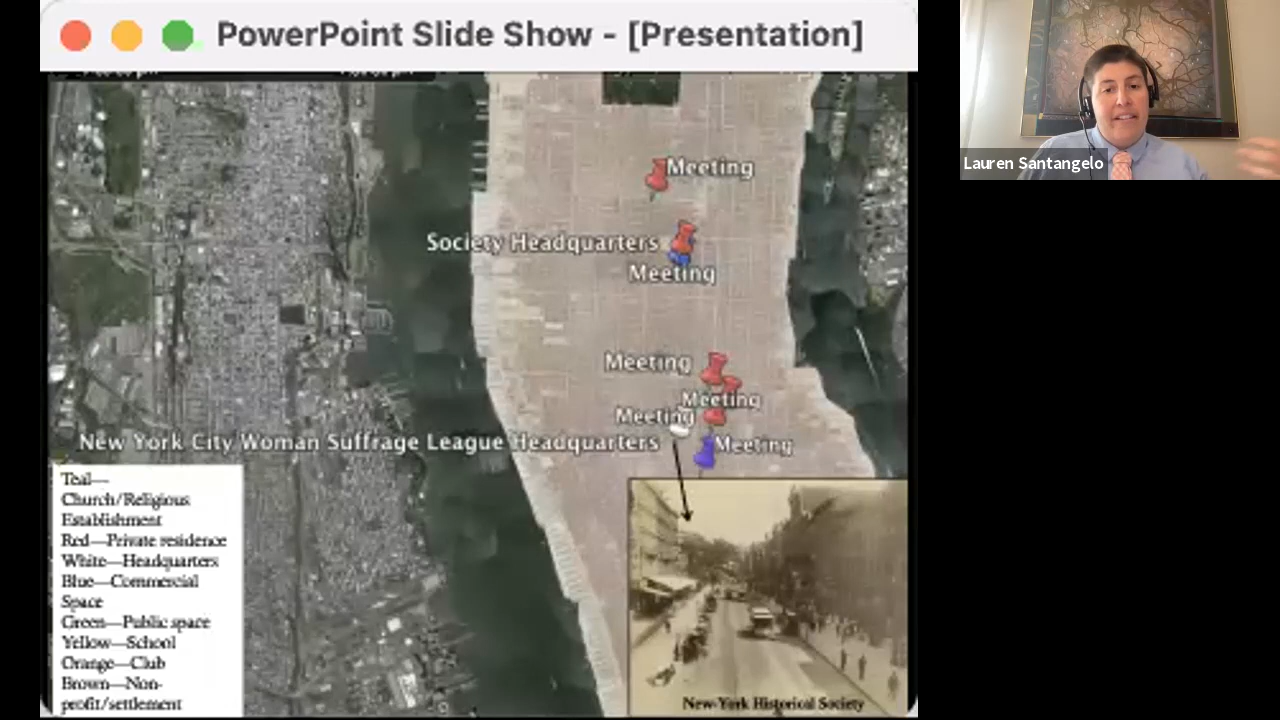 PowerPoint Slide Show - [Presentation]
Lauren Santangelo
Meeting
Society Headquarters
Meeting
Meeting
Meeting
Meeting
New York City Woman Suffrage League Headquarters
Meeting
Teal—
Church/Religious
Establishment
Red—Private residence
White—Headquarters
Blue—Commercial
Space
Green—Public space
Yellow—School
Orange—Club
Brown—Non-
profit/settlement
New-York Historical Society